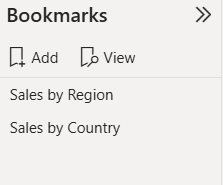 Bookmarks
Add View
Sales by Region
Sales by Country